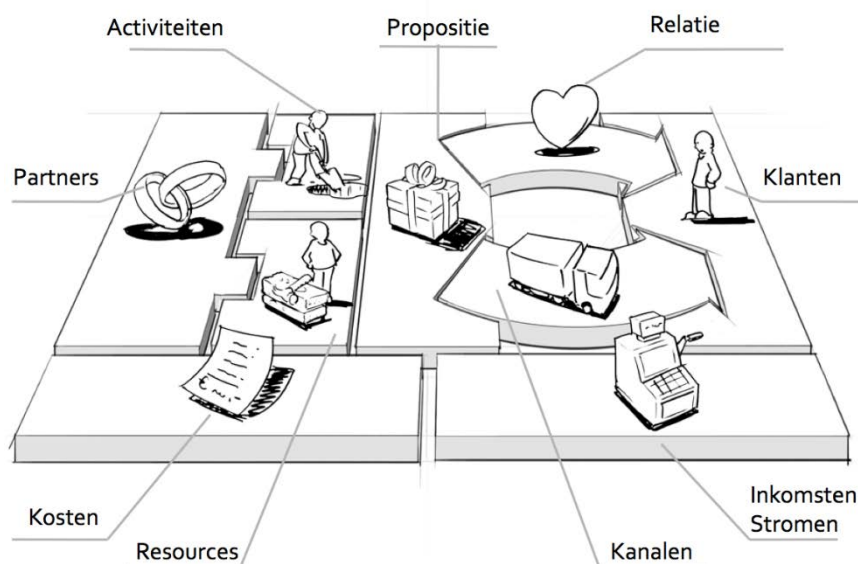 Activiteiten
Propositie
Relatie
Partners
Klanten
Kosten
Resources
Kanalen
Inkomsten
Stromen